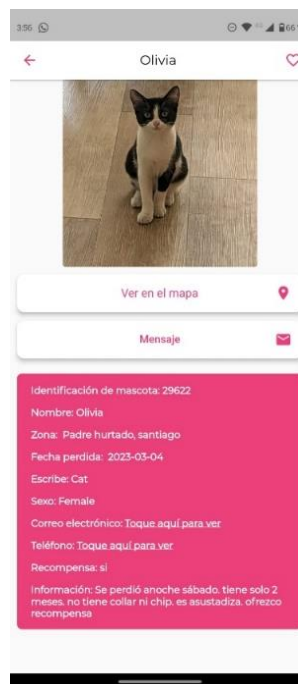 3:56
66%
Olivia
Ver en el mapa
Mensaje
Identificación de mascota: 29622
Nombre: Olivia
Zona: Padre hurtado, santiago
Fecha perdida: 2023-03-04
Escribe: Cat
Sexo: Female
Correo electrónico: Toque aquí para ver
Teléfono: Toque aquí para ver
Recompensa: si
Información: Se perdió anoche sábado. tiene solo 2
meses. no tiene collar ni chip. es asustadiza. ofrezco
recompensa